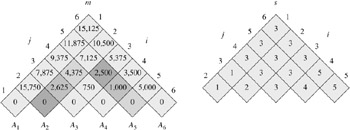 m s
6 1 6 1
15,125 3
5 2 5 2
11,875 10,500 3 3
j 4 3 i j 4 3 i
9,375 7,125 5,375 3 3 3
3 4 3 4
7,875 4,375 2,500 3,500 1 3 3 5
2 5 2 5
15,750 2,625 750 1,000 5,000 1 2 3 4 5
1 6
0 0 0 0 0 0
A1 A2 A3 A4 A5 A6